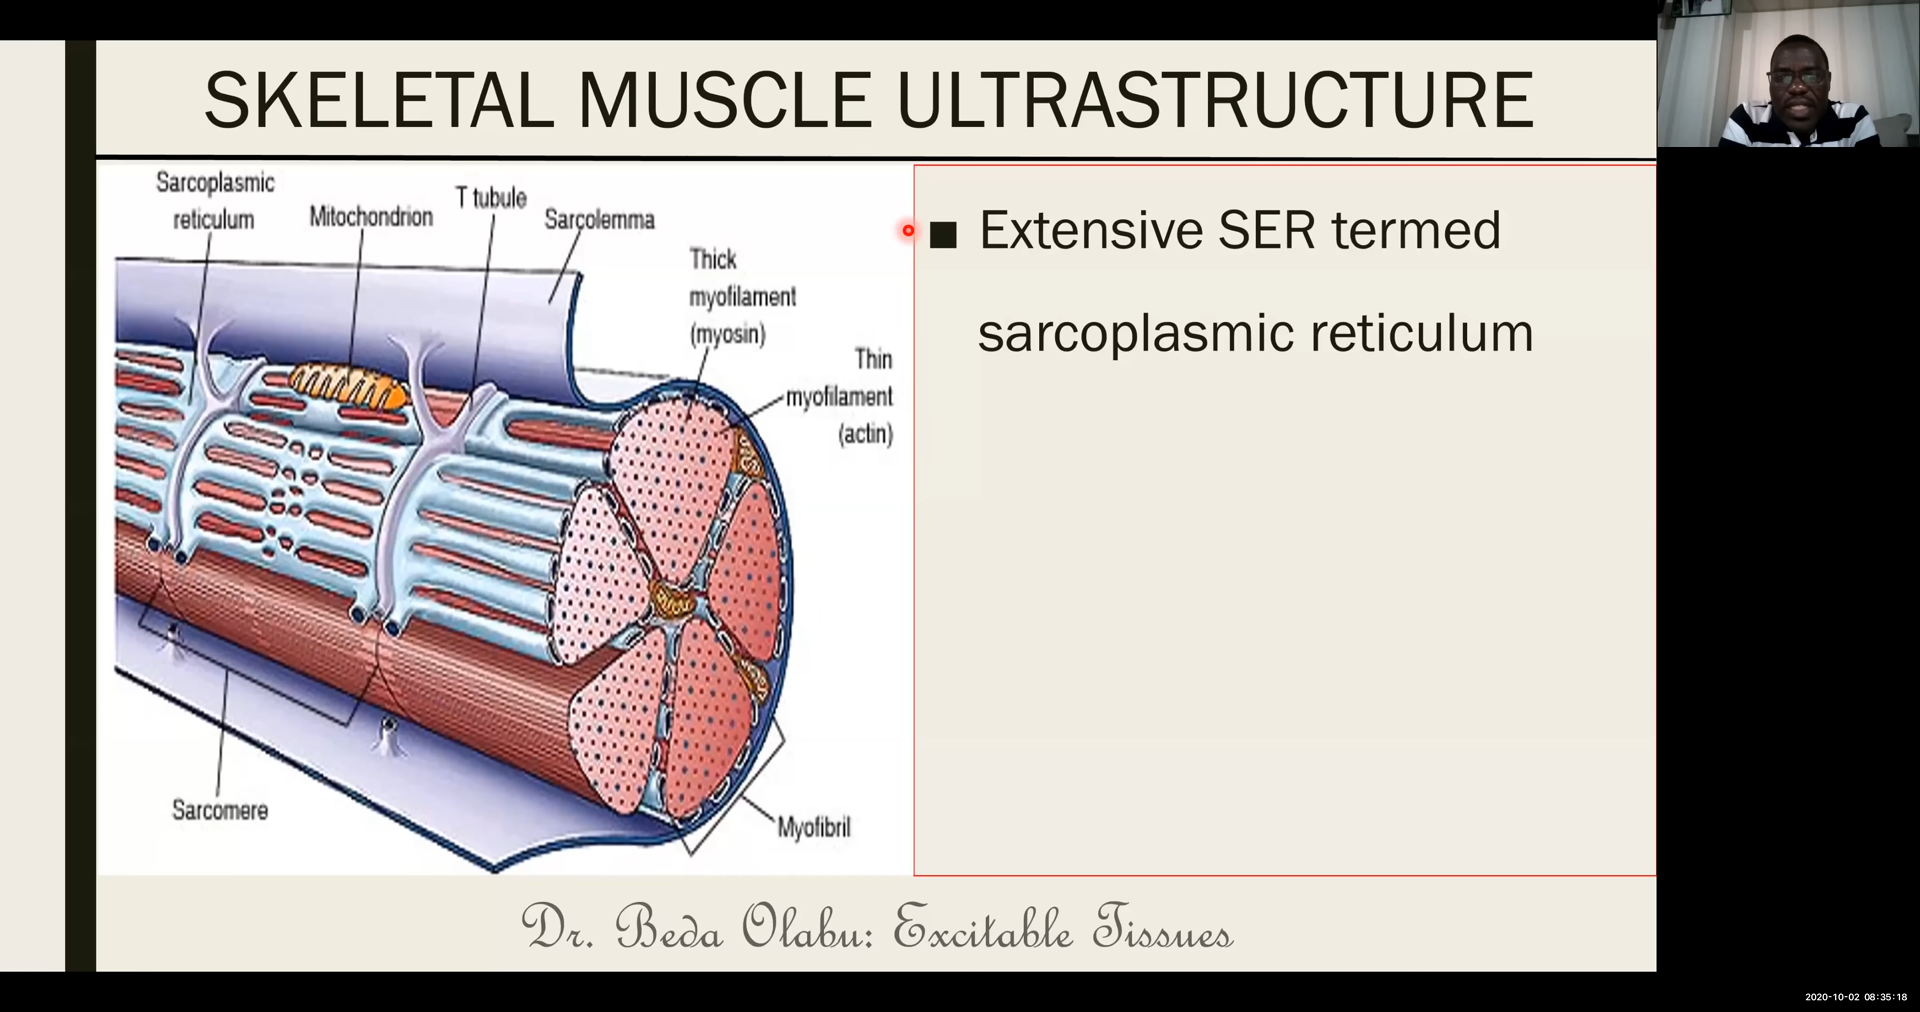 SKELETAL MUSCLE ULTRASTRUCTURE
Sarcoplasmic
reticulum
Mitochondrion
T tubule
Sarcolemma
Thick
myofilament
(myosin)
Thin
myofilament
(actin)
Sarcomere
Myofibril
■ Extensive SER termed
sarcoplasmic reticulum
Dr. Beda Olabu: Excitable Tissues
2020-10-02 08:35:18